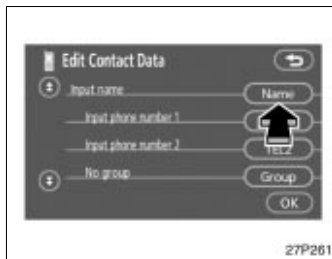 Edit Contact Data
Input name Name
Input phone number 1
Input phone number 2 TEL2
No group Group
OK
27P261